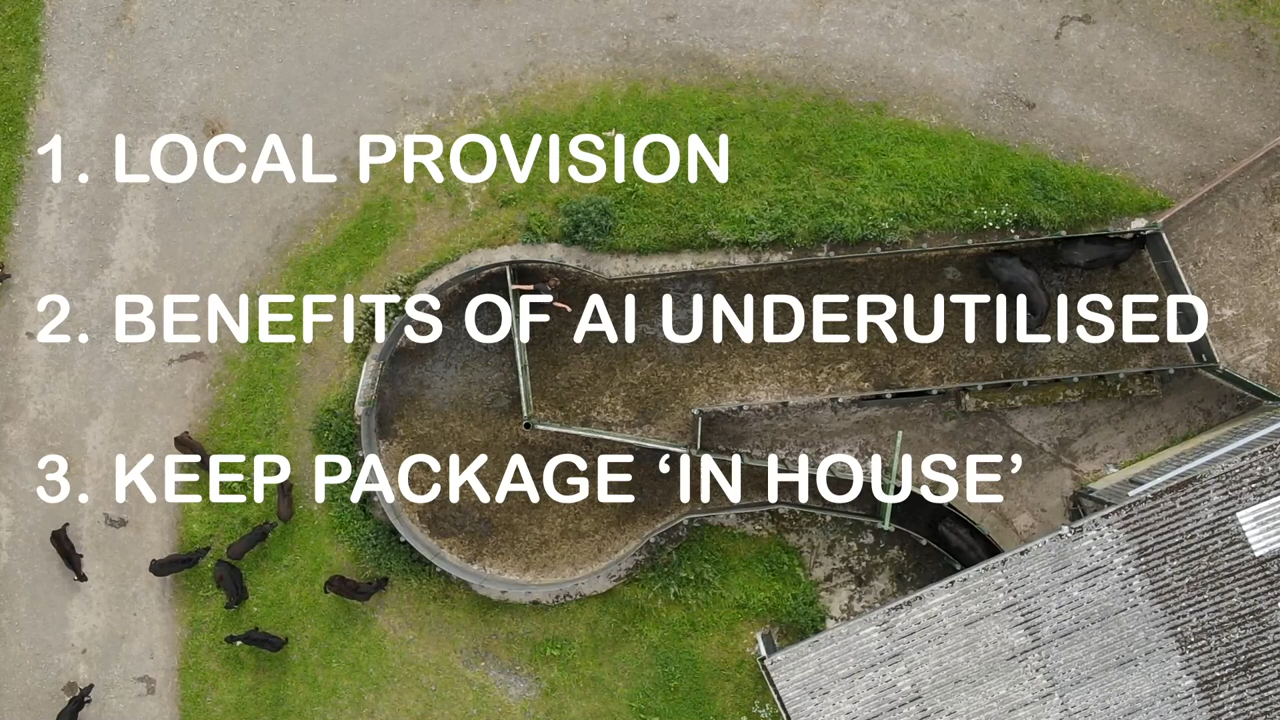 1. LOCAL PROVISION
2. BENEFITS OF AI UNDERUTILISED
3. KEEP PACKAGE ‘IN HOUSE’